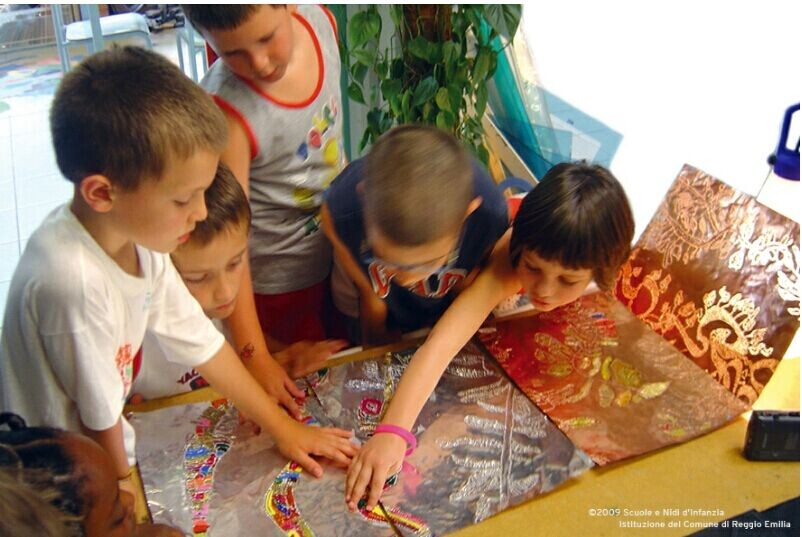 ©2009 Scuole e Nidi d'Infanzia
Istituzione del Comune di Reggio Emilia